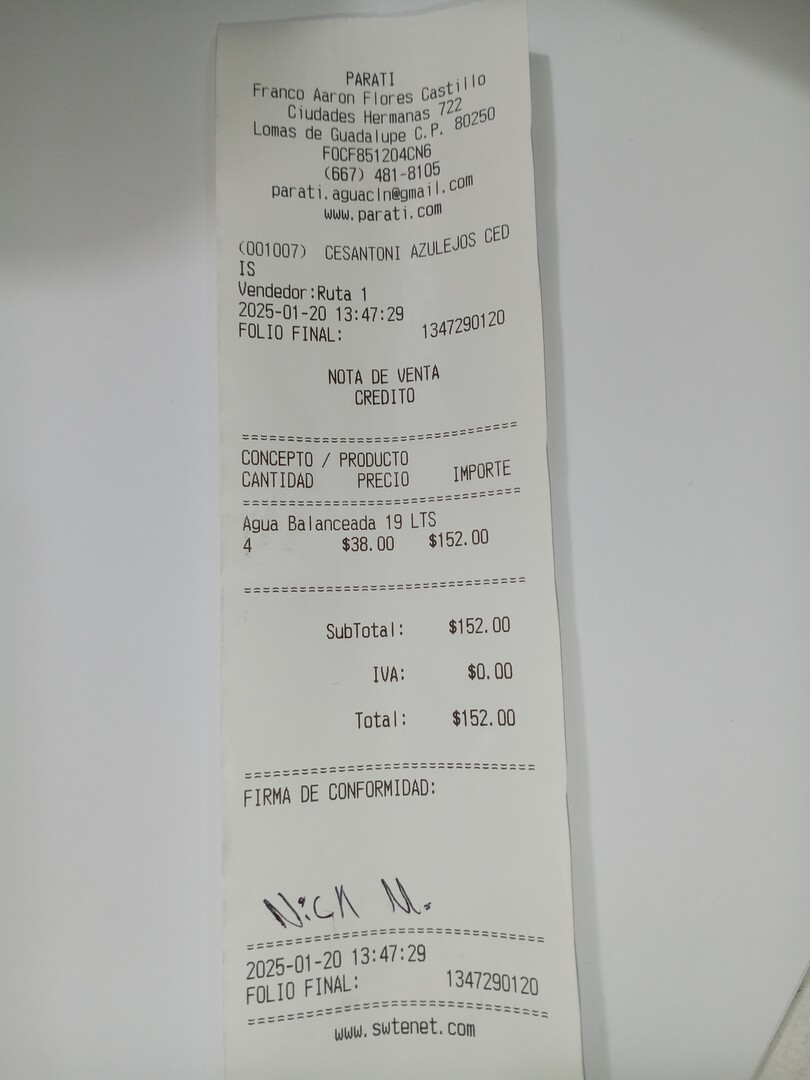 PARATI
Franco Aaron Flores Castillo
Ciudades Hermanas 722
Lomas de Guadalupe C.P. 80250
FOCF851204CN6
(667) 481-8105
parati.aguacln@gmail.com
www.parati.com
(001007) CESANTONI AZULEJOS CED
IS
Vendedor:Ruta 1
2025-01-20 13:47:29
FOLIO FINAL: 1347290120
NOTA DE VENTA
CREDITO
================================
CONCEPTO / PRODUCTO
CANTIDAD PRECIO IMPORTE
================================
Agua Balanceada 19 LTS
4 $38.00 $152.00
================================
SubTotal: $152.00
IVA: $0.00
Total: $152.00
================================
FIRMA DE CONFORMIDAD:
Nick M.
================================
2025-01-20 13:47:29
FOLIO FINAL: 1347290120
================================
www.swtenet.com